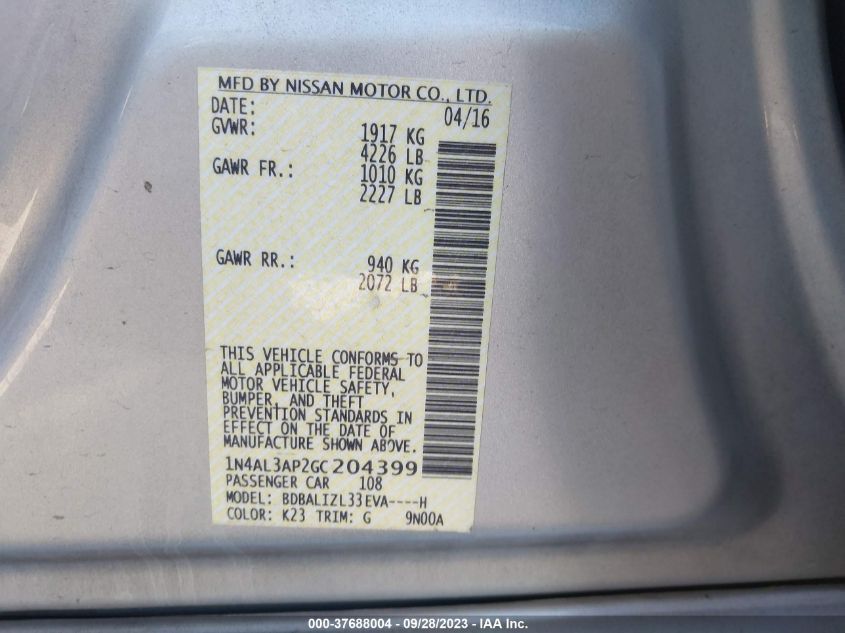 MFD BY NISSAN MOTOR CO., LTD.
DATE: 04/16
GVWR: 1917 KG
4226 LB
GAWR FR.: 1010 KG
2227 LB
GAWR RR.: 940 KG
2072 LB
THIS VEHICLE CONFORMS TO
ALL APPLICABLE FEDERAL
MOTOR VEHICLE SAFETY,
BUMPER, AND THEFT
PREVENTION STANDARDS IN
EFFECT ON THE DATE OF
MANUFACTURE SHOWN ABOVE.
1N4AL3AP2GC204399
PASSENGER CAR 108
MODEL: BDBALIZL33EVA----H
COLOR: K23 TRIM: G 9N00A
000-37688004 - 09/28/2023 - IAA Inc.